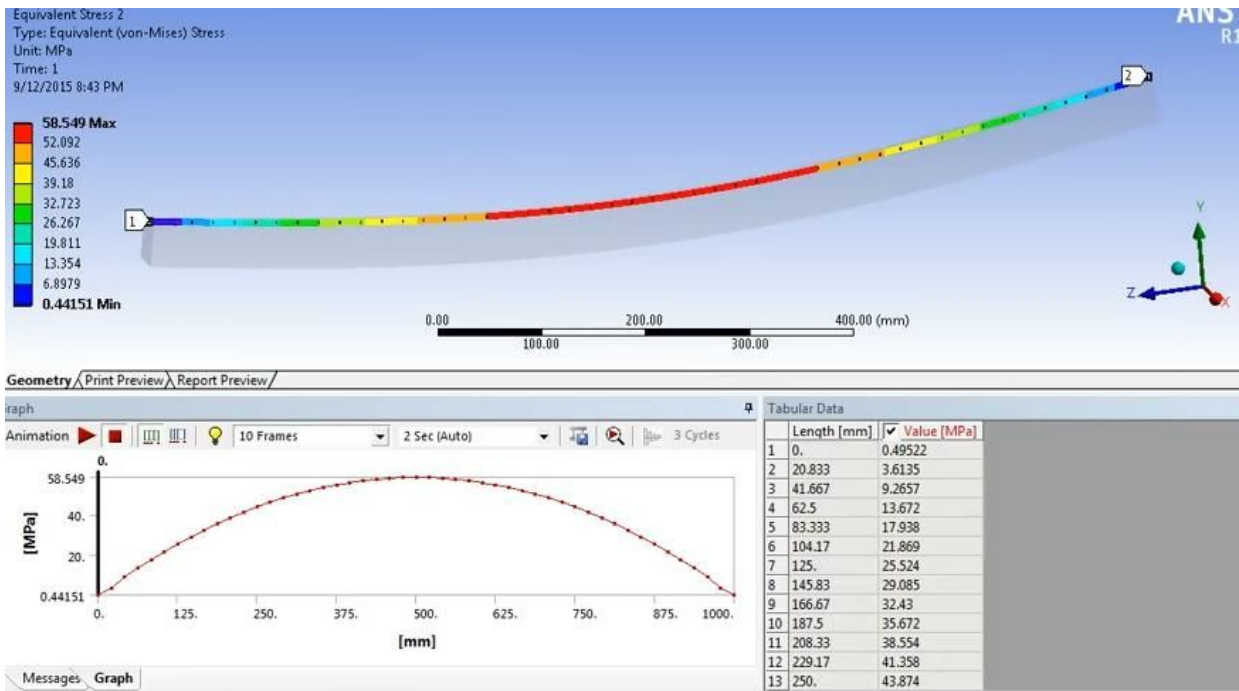 Equivalent Stress 2
Type: Equivalent (von-Mises) Stress
Unit: MPa
Time: 1
9/12/2015 8:43 PM
ANS
R1
58.549 Max
52.092
45.636
39.18
32.723
26.267
19.811
13.354
6.8979
0.44151 Min
1
2
Y
Z
X
0.00 200.00 400.00 (mm)
100.00 300.00
Geometry Print Preview Report Preview
raph
Animation 10 Frames 2 Sec (Auto) 3 Cycles
0.
58.549
40.
20.
0.44151
[MPa]
0. 125. 250. 375. 500. 625. 750. 875. 1000.
[mm]
Messages Graph
Tabular Data
Length [mm] Value [MPa]
1 0. 0.49522
2 20.833 3.6135
3 41.667 9.2657
4 62.5 13.672
5 83.333 17.938
6 104.17 21.869
7 125. 25.524
8 145.83 29.085
9 166.67 32.43
10 187.5 35.672
11 208.33 38.554
12 229.17 41.358
13 250. 43.874